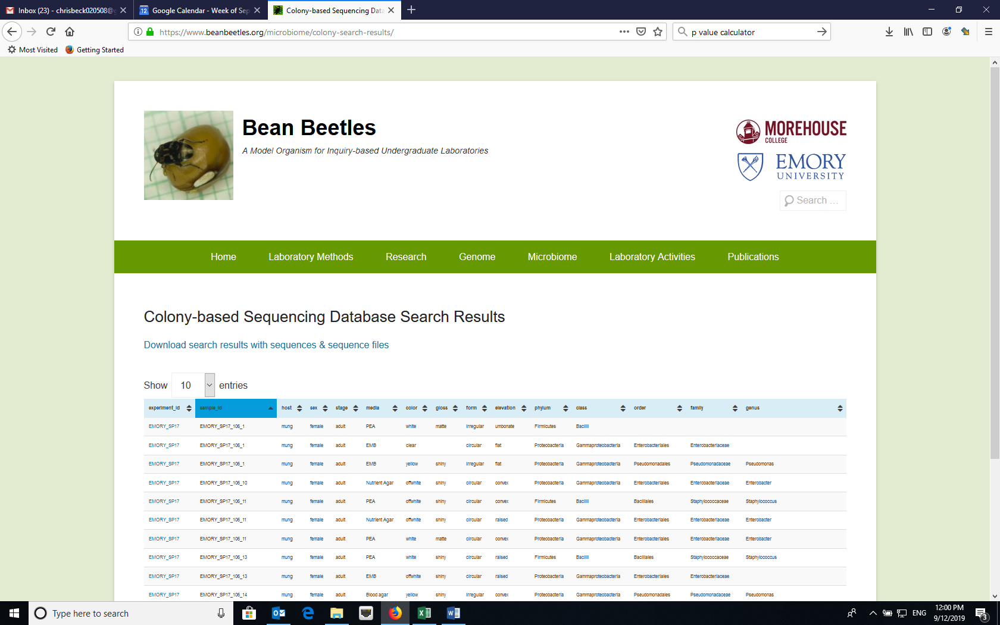 Inbox (23) - chrisbeck020508@g
Google Calendar - Week of Sep
Colony-based Sequencing Data
https://www.beanbeetles.org/microbiome/colony-search-results/
p value calculator
Most Visited
Getting Started
Bean Beetles
A Model Organism for Inquiry-based Undergraduate Laboratories
MOREHOUSE
COLLEGE
EMORY
UNIVERSITY
Search ...
Home Laboratory Methods Research Genome Microbiome Laboratory Activities Publications
Colony-based Sequencing Database Search Results
Download search results with sequences & sequence files
Show 10 entries
experiment_id sample_id host sex stage media color gloss form elevation phylum class order family genus
EMORY_SP17 EMORY_SP17_106_1 mung female adult PEA white matte irregular umbonate Firmicutes Bacilli
EMORY_SP17 EMORY_SP17_106_1 mung female adult EMB clear circular flat Proteobacteria Gammaproteobacteria Enterobacteriales Enterobacteriaceae
EMORY_SP17 EMORY_SP17_106_1 mung female adult EMB yellow shiny irregular flat Proteobacteria Gammaproteobacteria Pseudomonadales Pseudomonadaceae Pseudomonas
EMORY_SP17 EMORY_SP17_106_10 mung female adult Nutrient Agar offwhite shiny circular convex Proteobacteria Gammaproteobacteria Enterobacteriales Enterobacteriaceae Enterobacter
EMORY_SP17 EMORY_SP17_106_11 mung female adult PEA offwhite shiny circular convex Firmicutes Bacilli Bacillales Staphylococcaceae Staphylococcus
EMORY_SP17 EMORY_SP17_106_11 mung female adult Nutrient Agar offwhite shiny circular raised Proteobacteria Gammaproteobacteria Enterobacteriales Enterobacteriaceae Enterobacter
EMORY_SP17 EMORY_SP17_106_11 mung female adult PEA white matte circular convex Proteobacteria Gammaproteobacteria Enterobacteriales Enterobacteriaceae Enterobacter
EMORY_SP17 EMORY_SP17_106_13 mung female adult PEA white shiny circular raised Firmicutes Bacilli Bacillales Staphylococcaceae Staphylococcus
EMORY_SP17 EMORY_SP17_106_13 mung female adult EMB offwhite shiny circular raised Proteobacteria Gammaproteobacteria Enterobacteriales Enterobacteriaceae
EMORY_SP17 EMORY_SP17_106_14 mung female adult Blood agar yellow shiny irregular convex Proteobacteria Gammaproteobacteria Pseudomonadales Pseudomonadaceae Pseudomonas
Type here to search
ENG
12:00 PM
9/12/2019
3